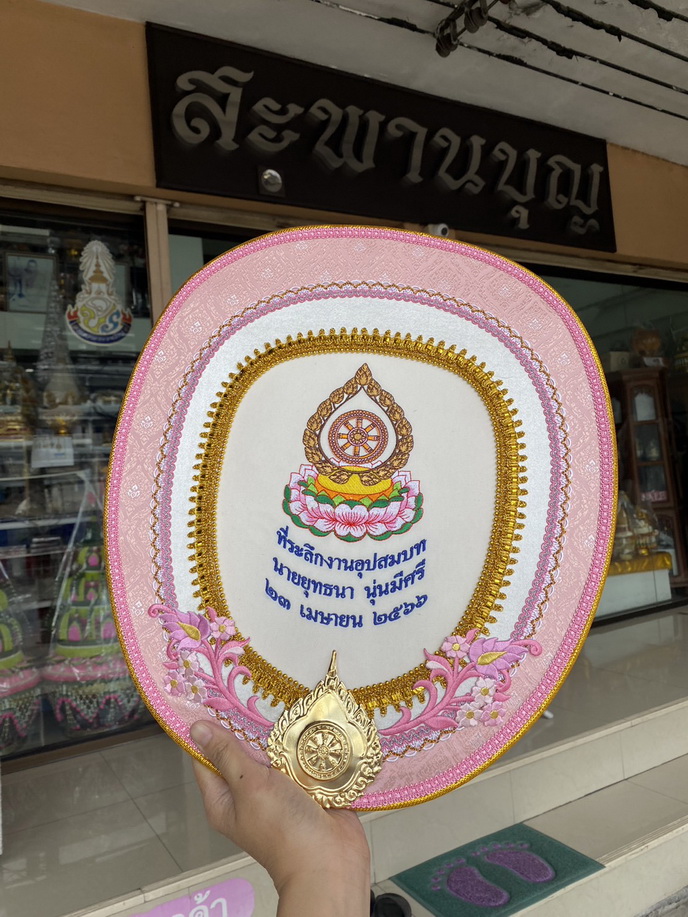 สะพานบุญ
ที่ระลึกงานอุปสมบท
นายยุทธนา นุ่นมีศรี
๒๓ เมษายน ๒๕๖๖